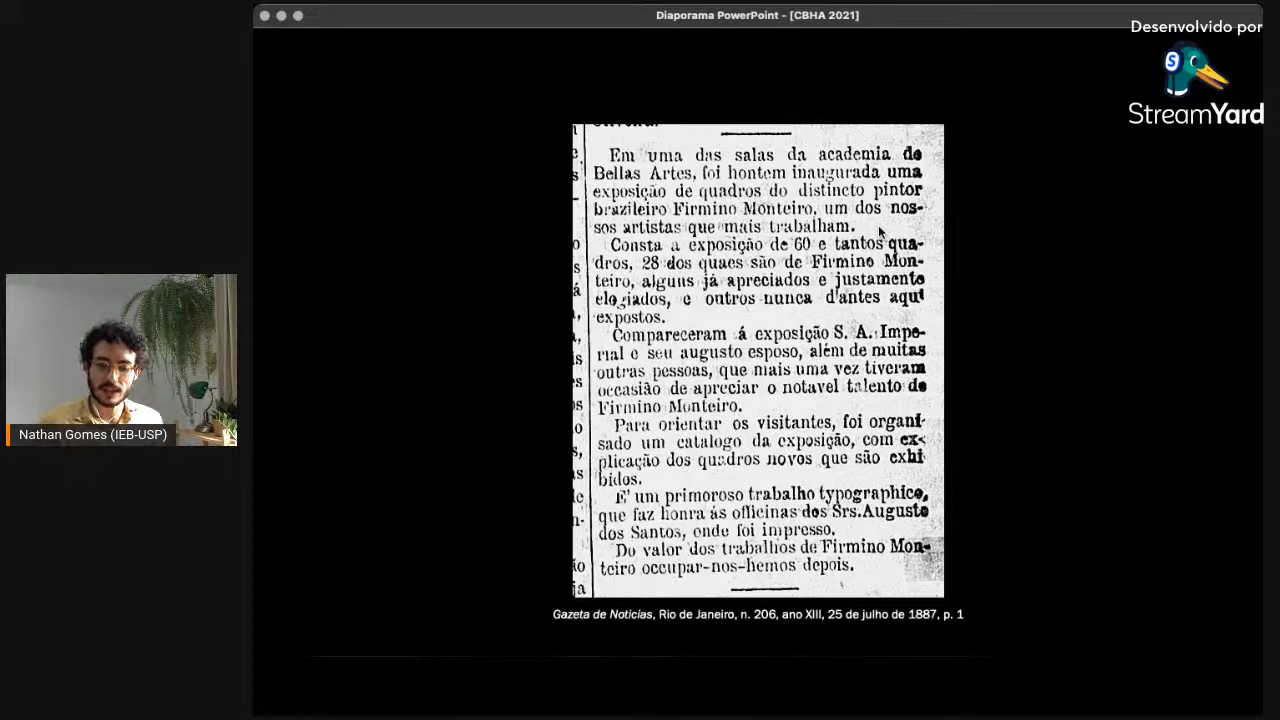 Diaporama PowerPoint - [CBHA 2021]
Desenvolvido por
StreamYard
Em uma das salas da academia de
Bellas Artes, foi hontem inaugurada uma
exposição de quadros do distincto pintor
brazileiro Firmino Monteiro, um dos nos-
sos artistas que mais trabalham.
Consta a exposição de 60 e tantos qua-
dros, 28 dos quaes são de Firmino Mon-
teiro, alguns já apreciados e justamente
elogiados, e outros nunca d'antes aqui
expostos.
Compareceram á exposição S. A. Impe-
rial e seu augusto esposo, além de muitas
outras pessoas, que mais uma vez tiveram
occasião de apreciar o notavel talento de
Firmino Monteiro.
Para orientar os visitantes, foi organi-
sado um catalogo da exposição, com ex-
plicação dos quadros novos que são exhi
bidos.
E' um primoroso trabalho typographico,
que faz honra ás officinas dos Srs. Augusto
dos Santos, onde foi impresso.
Do valor dos trabalhos de Firmino Mon-
teiro occupar-nos-hemos depois.
Gazeta de Noticias, Rio de Janeiro, n. 206, ano XIII, 25 de julho de 1887, p. 1
Nathan Gomes (IEB-USP)